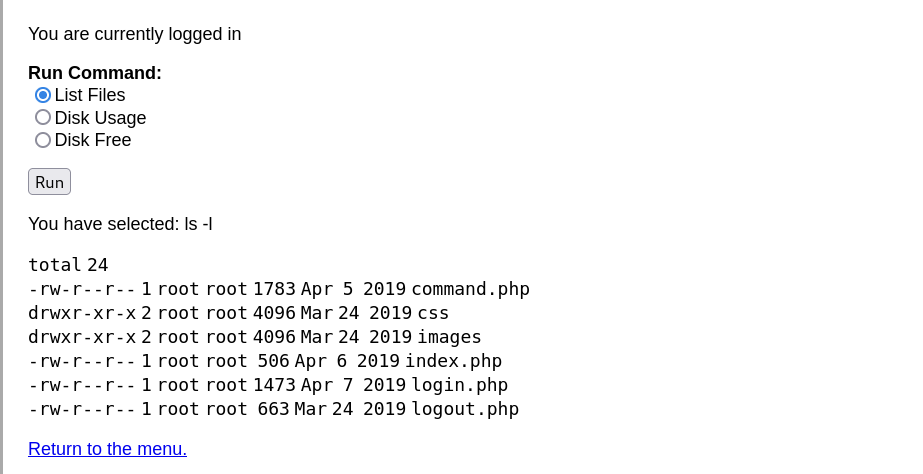 You are currently logged in
Run Command:
List Files
Disk Usage
Disk Free
Run
You have selected: ls -l
total 24
-rw-r--r-- 1 root root 1783 Apr 5 2019 command.php
drwxr-xr-x 2 root root 4096 Mar 24 2019 css
drwxr-xr-x 2 root root 4096 Mar 24 2019 images
-rw-r--r-- 1 root root 506 Apr 6 2019 index.php
-rw-r--r-- 1 root root 1473 Apr 7 2019 login.php
-rw-r--r-- 1 root root 663 Mar 24 2019 logout.php
Return to the menu.